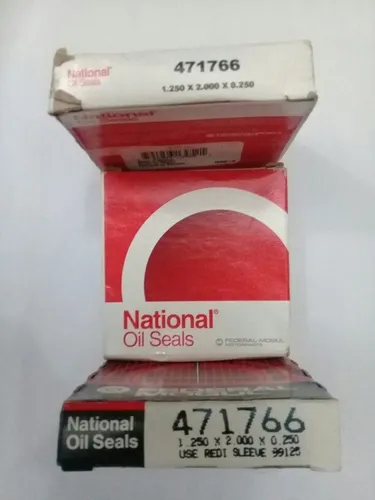 National®
Oil Seals
471766
1.250 X 2.000 X 0.250
National
National®
Oil Seals
FEDERAL-MOGUL
National
Oil Seals
471766
1.250 X 2.000 X 0.250
USE REDI SLEEVE 99125